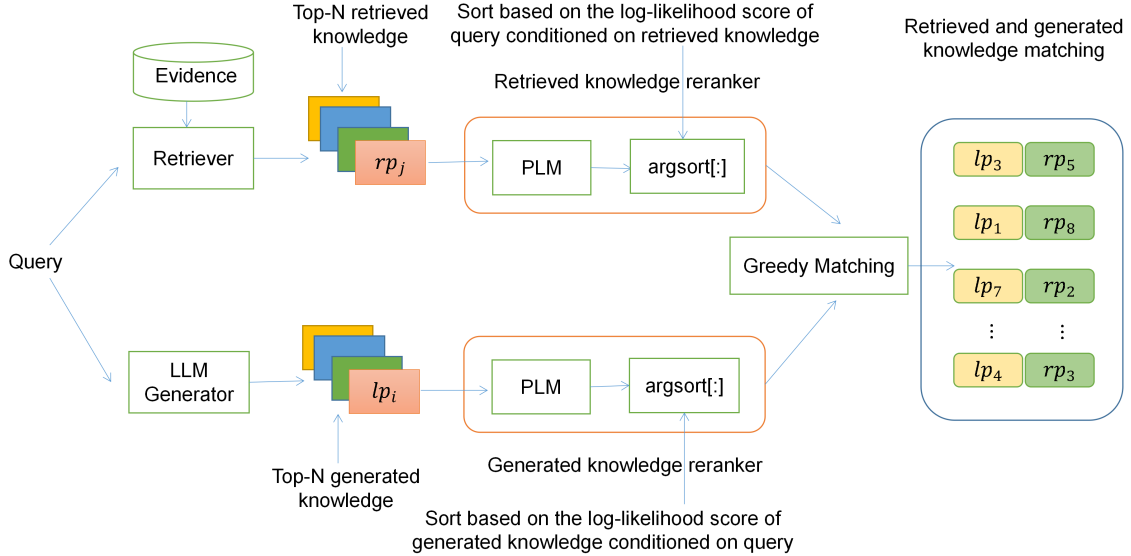 Top-N retrieved
knowledge
Sort based on the log-likelihood score of
query conditioned on retrieved knowledge
Retrieved and generated
knowledge matching
Evidence
Retrieved knowledge reranker
Retriever
rp_j
PLM
argsort[:]
lp_3 rp_5
lp_1 rp_8
Query
Greedy Matching
lp_7 rp_2
⋮ ⋮
LLM
Generator
lp_i
PLM
argsort[:]
lp_4 rp_3
Top-N generated
knowledge
Generated knowledge reranker
Sort based on the log-likelihood score of
generated knowledge conditioned on query